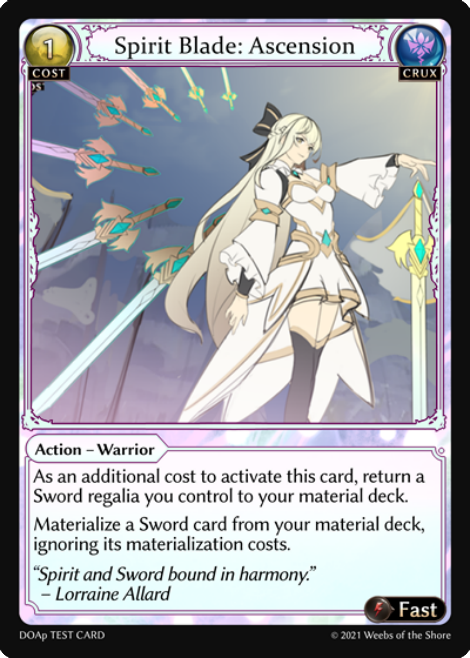 1
Spirit Blade: Ascension
COST
CRUX
Action – Warrior
As an additional cost to activate this card, return a
Sword regalia you control to your material deck.
Materialize a Sword card from your material deck,
ignoring its materialization costs.
“Spirit and Sword bound in harmony.”
– Lorraine Allard
Fast
DOAp TEST CARD
© 2021 Weebs of the Shore